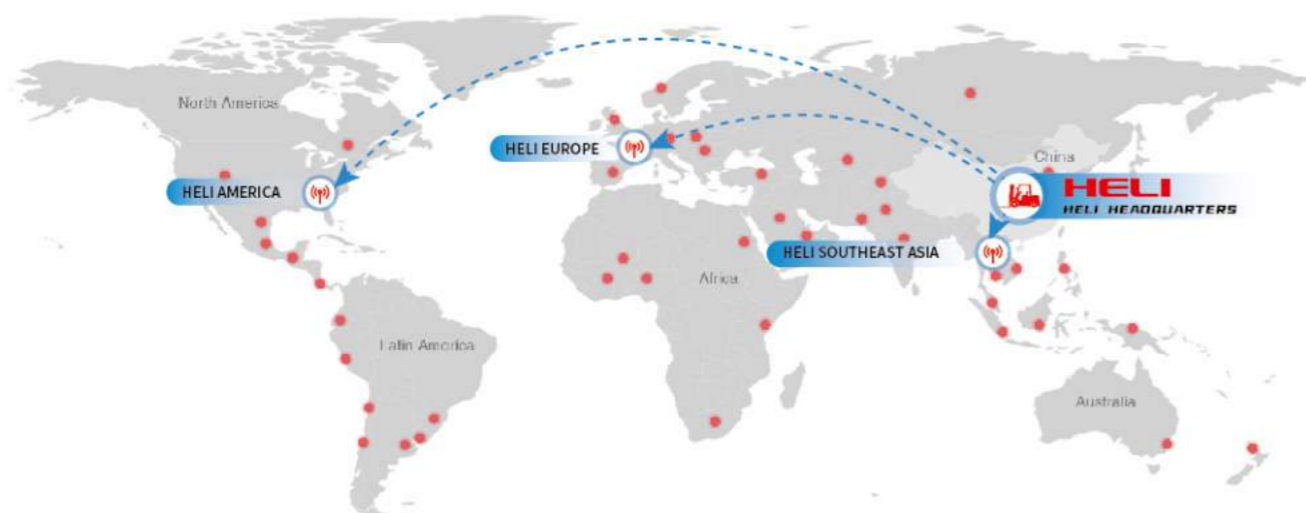 North America
China
HELI EUROPE
HELI AMERICA
HELI
HELI HEADQUARTERS
HELI SOUTHEAST ASIA
Africa
Latin America
Australia